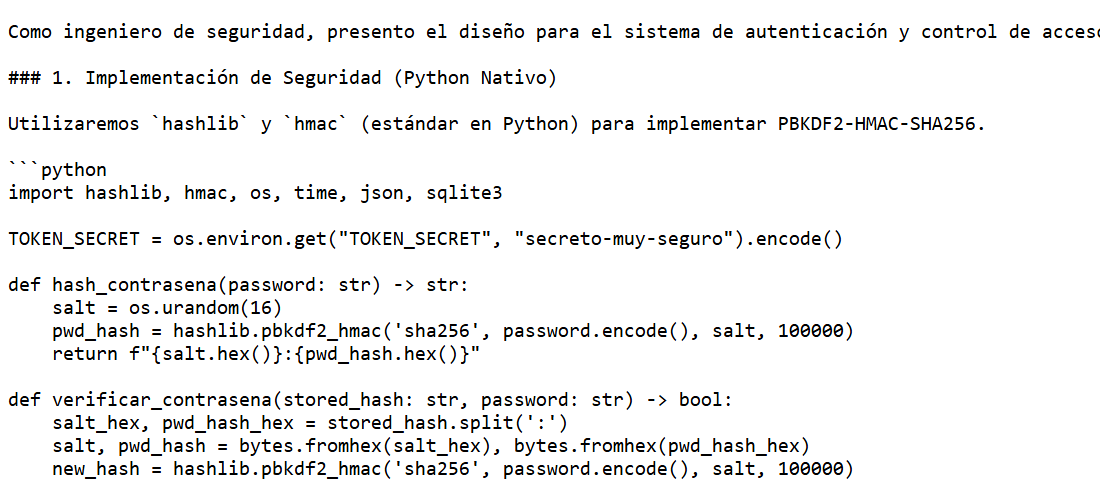 Como ingeniero de seguridad, presento el diseño para el sistema de autenticación y control de acceso
### 1. Implementación de Seguridad (Python Nativo)
Utilizaremos `hashlib` y `hmac` (estándar en Python) para implementar PBKDF2-HMAC-SHA256.
```python
import hashlib, hmac, os, time, json, sqlite3
TOKEN_SECRET = os.environ.get("TOKEN_SECRET", "secreto-muy-seguro").encode()
def hash_contrasena(password: str) -> str:
    salt = os.urandom(16)
    pwd_hash = hashlib.pbkdf2_hmac('sha256', password.encode(), salt, 100000)
    return f"{salt.hex()}:{pwd_hash.hex()}"
def verificar_contrasena(stored_hash: str, password: str) -> bool:
    salt_hex, pwd_hash_hex = stored_hash.split(':')
    salt, pwd_hash = bytes.fromhex(salt_hex), bytes.fromhex(pwd_hash_hex)
    new_hash = hashlib.pbkdf2_hmac('sha256', password.encode(), salt, 100000)